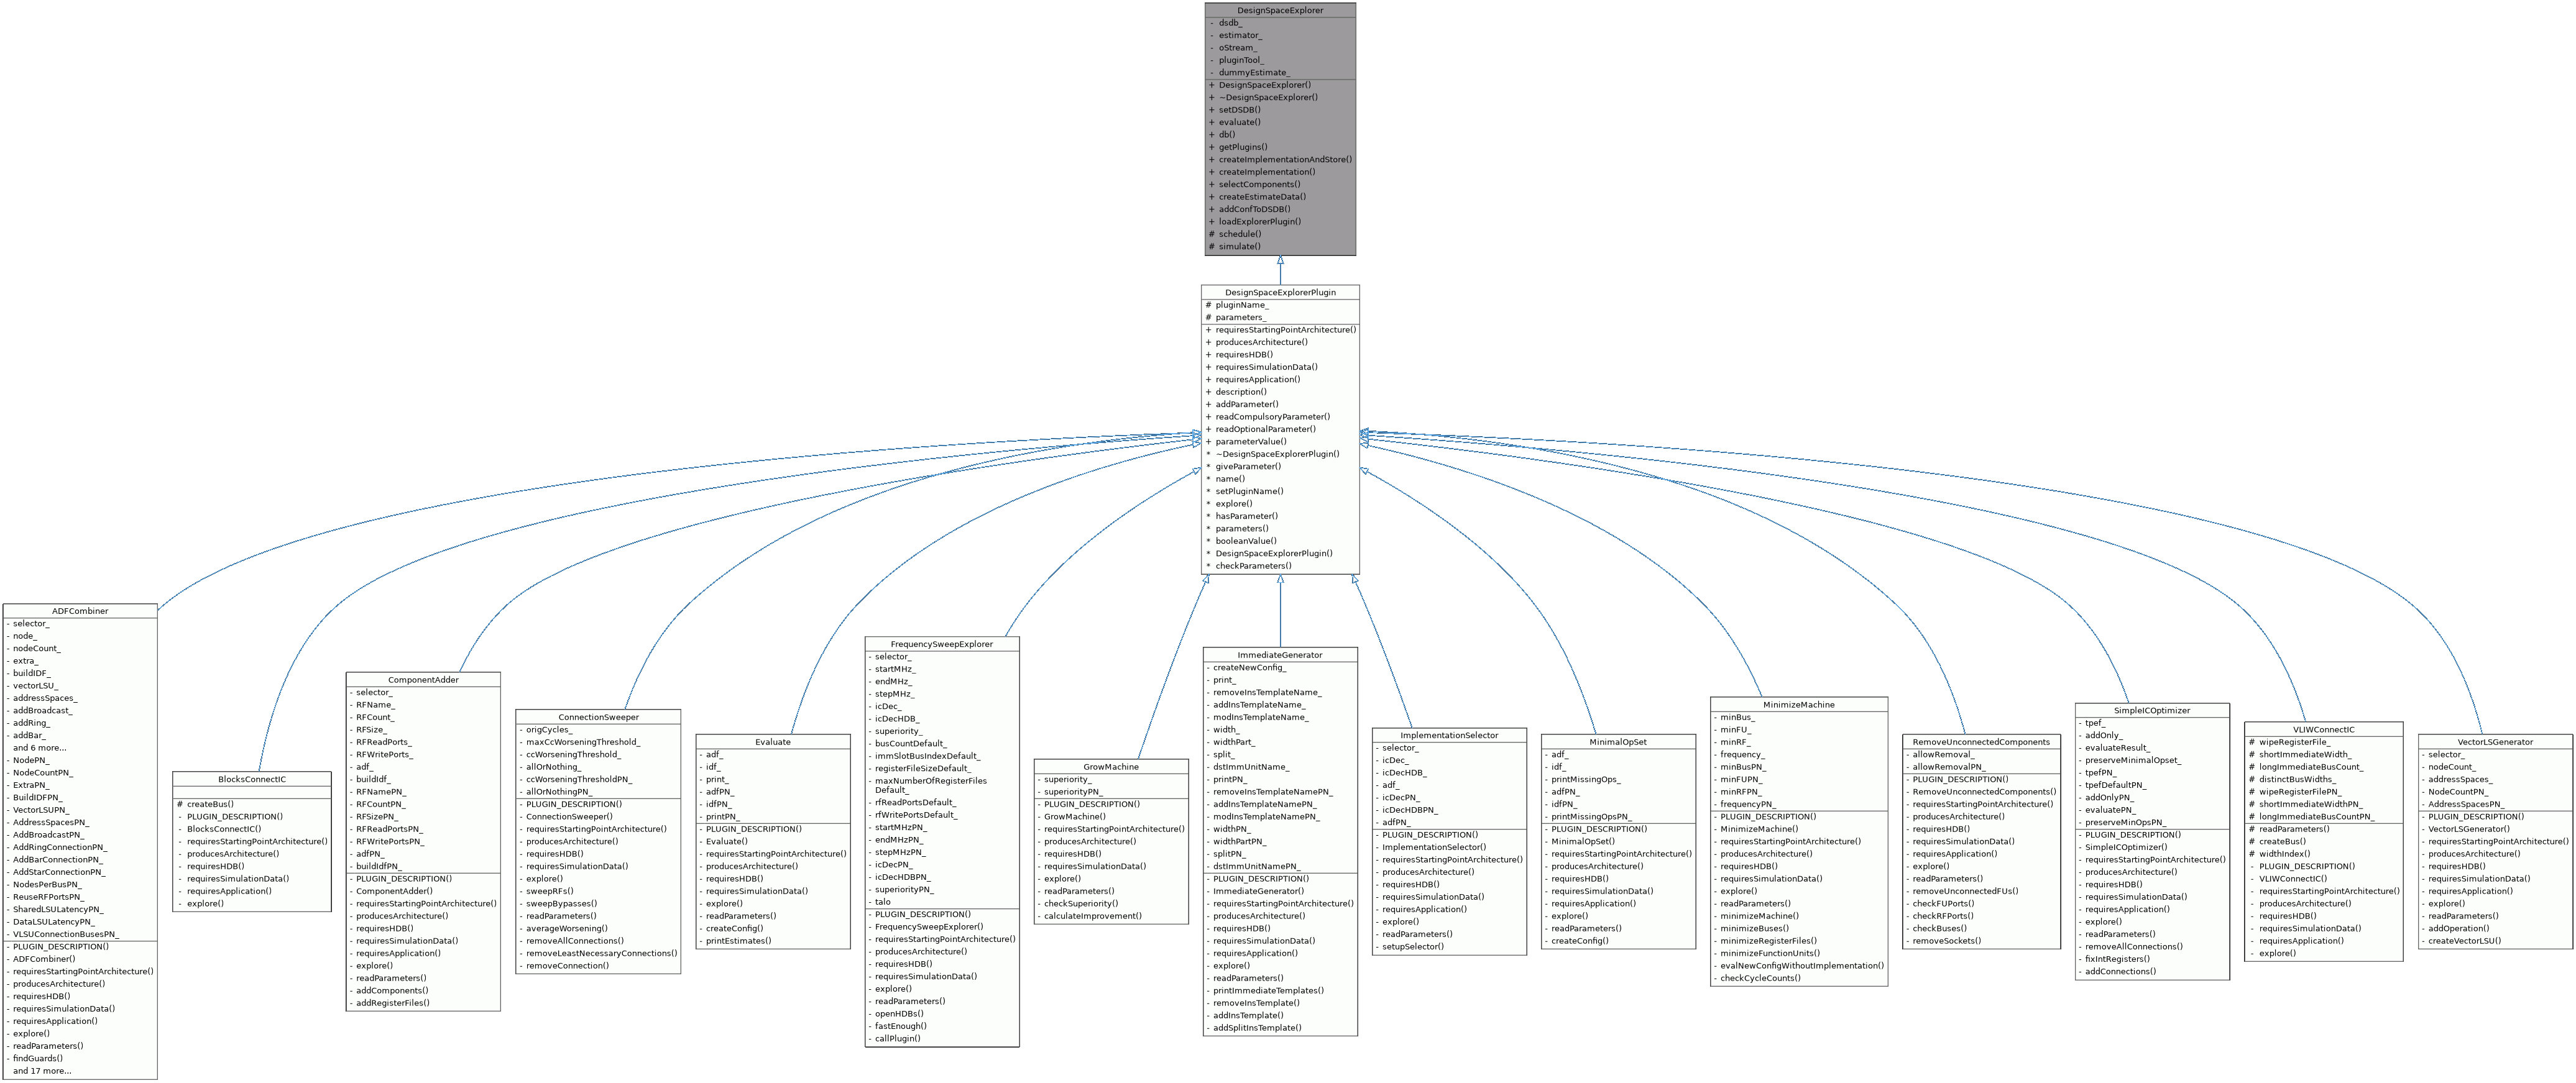 DesignSpaceExplorer
- dsdb_
- estimator_
- oStream_
- pluginTool_
- dummyEstimate_
+ DesignSpaceExplorer()
+ ~DesignSpaceExplorer()
+ setDSDB()
+ evaluate()
+ db()
+ getPlugins()
+ createImplementationAndStore()
+ createImplementation()
+ selectComponents()
+ createEstimateData()
+ addConfToDSDB()
+ loadExplorerPlugin()
# schedule()
# simulate()
DesignSpaceExplorerPlugin
# pluginName_
# parameters_
+ requiresStartingPointArchitecture()
+ producesArchitecture()
+ requiresHDB()
+ requiresSimulationData()
+ requiresApplication()
+ description()
+ addParameter()
+ readCompulsoryParameter()
+ readOptionalParameter()
+ parameterValue()
* ~DesignSpaceExplorerPlugin()
* giveParameter()
* name()
* setPluginName()
* explore()
* hasParameter()
* parameters()
* booleanValue()
* DesignSpaceExplorerPlugin()
* checkParameters()
ADFCombiner
- selector_
- node_
- nodeCount_
- extra_
- buildIDF_
- vectorLSU_
- addressSpaces_
- addBroadcast_
- addRing_
- addBar_
and 6 more...
- NodePN_
- NodeCountPN_
- ExtraPN_
- BuildIDFPN_
- VectorLSUPN_
- AddressSpacesPN_
- AddBroadcastPN_
- AddRingConnectionPN_
- AddBarConnectionPN_
- AddStarConnectionPN_
- NodesPerBusPN_
- ReuseRFPortsPN_
- SharedLSULatencyPN_
- DataLSULatencyPN_
- VLSUConnectionBusesPN_
- PLUGIN_DESCRIPTION()
- ADFCombiner()
- requiresStartingPointArchitecture()
- producesArchitecture()
- requiresHDB()
- requiresSimulationData()
- requiresApplication()
- explore()
- readParameters()
- findGuards()
and 17 more...
BlocksConnectIC
# createBus()
- PLUGIN_DESCRIPTION()
- BlocksConnectIC()
- requiresStartingPointArchitecture()
- producesArchitecture()
- requiresHDB()
- requiresSimulationData()
- requiresApplication()
- explore()
ComponentAdder
- selector_
- RFName_
- RFCount_
- RFSize_
- RFReadPorts_
- RFWritePorts_
- adf_
- buildIdf_
- RFNamePN_
- RFCountPN_
- RFSizePN_
- RFReadPortsPN_
- RFWritePortsPN_
- adfPN_
- buildIdfPN_
- PLUGIN_DESCRIPTION()
- ComponentAdder()
- requiresStartingPointArchitecture()
- producesArchitecture()
- requiresHDB()
- requiresSimulationData()
- requiresApplication()
- explore()
- readParameters()
- addComponents()
- addRegisterFiles()
ConnectionSweeper
- origCycles_
- maxCcWorseningThreshold_
- ccWorseningThreshold_
- allOrNothing_
- ccWorseningThresholdPN_
- allOrNothingPN_
- PLUGIN_DESCRIPTION()
- ConnectionSweeper()
- requiresStartingPointArchitecture()
- producesArchitecture()
- requiresHDB()
- requiresSimulationData()
- explore()
- sweepRFs()
- sweepBypasses()
- readParameters()
- averageWorsening()
- removeAllConnections()
- removeLeastNecessaryConnections()
- removeConnection()
Evaluate
- adf_
- idf_
- print_
- adfPN_
- idfPN_
- printPN_
- PLUGIN_DESCRIPTION()
- Evaluate()
- requiresStartingPointArchitecture()
- producesArchitecture()
- requiresHDB()
- requiresSimulationData()
- explore()
- readParameters()
- createConfig()
- printEstimates()
FrequencySweepExplorer
- selector_
- startMHz_
- endMHz_
- stepMHz_
- icDec_
- icDecHDB_
- superiority_
- busCountDefault_
- immSlotBusIndexDefault_
- registerFileSizeDefault_
- maxNumberOfRegisterFiles
Default_
- rfReadPortsDefault_
- rfWritePortsDefault_
- startMHzPN_
- endMHzPN_
- stepMHzPN_
- icDecPN_
- icDecHDBPN_
- superiorityPN_
- talo
- PLUGIN_DESCRIPTION()
- FrequencySweepExplorer()
- requiresStartingPointArchitecture()
- producesArchitecture()
- requiresHDB()
- requiresSimulationData()
- explore()
- readParameters()
- openHDBs()
- fastEnough()
- callPlugin()
GrowMachine
- superiority_
- superiorityPN_
- PLUGIN_DESCRIPTION()
- GrowMachine()
- requiresStartingPointArchitecture()
- producesArchitecture()
- requiresHDB()
- requiresSimulationData()
- explore()
- readParameters()
- checkSuperiority()
- calculateImprovement()
ImmediateGenerator
- createNewConfig_
- print_
- removeInsTemplateName_
- addInsTemplateName_
- modInsTemplateName_
- width_
- widthPart_
- split_
- dstImmUnitName_
- printPN_
- removeInsTemplateNamePN_
- addInsTemplateNamePN_
- modInsTemplateNamePN_
- widthPN_
- widthPartPN_
- splitPN_
- dstImmUnitNamePN_
- PLUGIN_DESCRIPTION()
- ImmediateGenerator()
- requiresStartingPointArchitecture()
- producesArchitecture()
- requiresHDB()
- requiresSimulationData()
- requiresApplication()
- explore()
- readParameters()
- printImmediateTemplates()
- removeInsTemplate()
- addInsTemplate()
- addSplitInsTemplate()
ImplementationSelector
- selector_
- icDec_
- icDecHDB_
- adf_
- icDecPN_
- icDecHDBPN_
- adfPN_
- PLUGIN_DESCRIPTION()
- ImplementationSelector()
- requiresStartingPointArchitecture()
- producesArchitecture()
- requiresHDB()
- requiresSimulationData()
- requiresApplication()
- explore()
- readParameters()
- setupSelector()
MinimalOpSet
- adf_
- idf_
- printMissingOps_
- adfPN_
- idfPN_
- printMissingOpsPN_
- PLUGIN_DESCRIPTION()
- MinimalOpSet()
- requiresStartingPointArchitecture()
- producesArchitecture()
- requiresHDB()
- requiresSimulationData()
- requiresApplication()
- explore()
- readParameters()
- createConfig()
MinimizeMachine
- minBus_
- minFU_
- minRF_
- frequency_
- minBusPN_
- minFUPN_
- minRFPN_
- frequencyPN_
- PLUGIN_DESCRIPTION()
- MinimizeMachine()
- requiresStartingPointArchitecture()
- producesArchitecture()
- requiresHDB()
- requiresSimulationData()
- explore()
- readParameters()
- minimizeMachine()
- minimizeBuses()
- minimizeRegisterFiles()
- minimizeFunctionUnits()
- evalNewConfigWithoutImplementation()
- checkCycleCounts()
RemoveUnconnectedComponents
- allowRemoval_
- allowRemovalPN_
- PLUGIN_DESCRIPTION()
- RemoveUnconnectedComponents()
- requiresStartingPointArchitecture()
- producesArchitecture()
- requiresHDB()
- requiresSimulationData()
- requiresApplication()
- explore()
- readParameters()
- removeUnconnectedFUs()
- checkFUPorts()
- checkRFPorts()
- checkBuses()
- removeSockets()
SimpleICOptimizer
- tpef_
- addOnly_
- evaluateResult_
- preserveMinimalOpset_
- tpefPN_
- tpefDefaultPN_
- addOnlyPN_
- evaluatePN_
- preserveMinOpsPN_
- PLUGIN_DESCRIPTION()
- SimpleICOptimizer()
- requiresStartingPointArchitecture()
- producesArchitecture()
- requiresHDB()
- requiresSimulationData()
- requiresApplication()
- explore()
- readParameters()
- removeAllConnections()
- fixIntRegisters()
- addConnections()
VLIWConnectIC
# wipeRegisterFile_
# shortImmediateWidth_
# longImmediateBusCount_
# distinctBusWidths_
# wipeRegisterFilePN_
# shortImmediateWidthPN_
# longImmediateBusCountPN_
# readParameters()
# createBus()
# widthIndex()
- PLUGIN_DESCRIPTION()
- VLIWConnectIC()
- requiresStartingPointArchitecture()
- producesArchitecture()
- requiresHDB()
- requiresSimulationData()
- requiresApplication()
- explore()
VectorLSGenerator
- selector_
- nodeCount_
- addressSpaces_
- NodeCountPN_
- AddressSpacesPN_
- PLUGIN_DESCRIPTION()
- VectorLSGenerator()
- requiresStartingPointArchitecture()
- producesArchitecture()
- requiresHDB()
- requiresSimulationData()
- requiresApplication()
- explore()
- readParameters()
- addOperation()
- createVectorLSU()